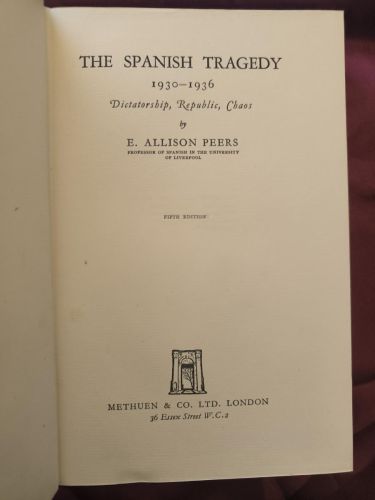 THE SPANISH TRAGEDY
1930–1936
Dictatorship, Republic, Chaos
by
E. ALLISON PEERS
PROFESSOR OF SPANISH IN THE UNIVERSITY
OF LIVERPOOL
FIFTH EDITION
METHUEN & CO. LTD. LONDON
36 Essex Street W.C.2